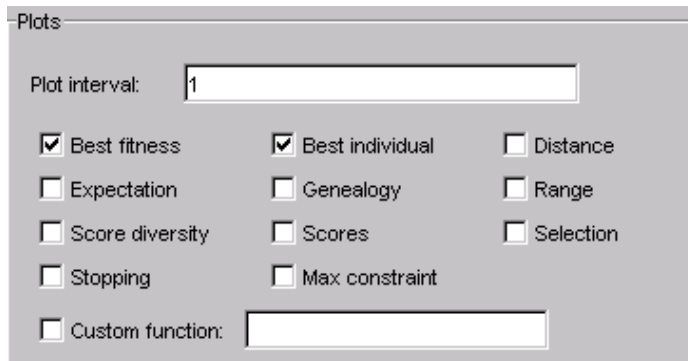 Plots
Plot interval: 1
Best fitness Best individual Distance
Expectation Genealogy Range
Score diversity Scores Selection
Stopping Max constraint
Custom function: